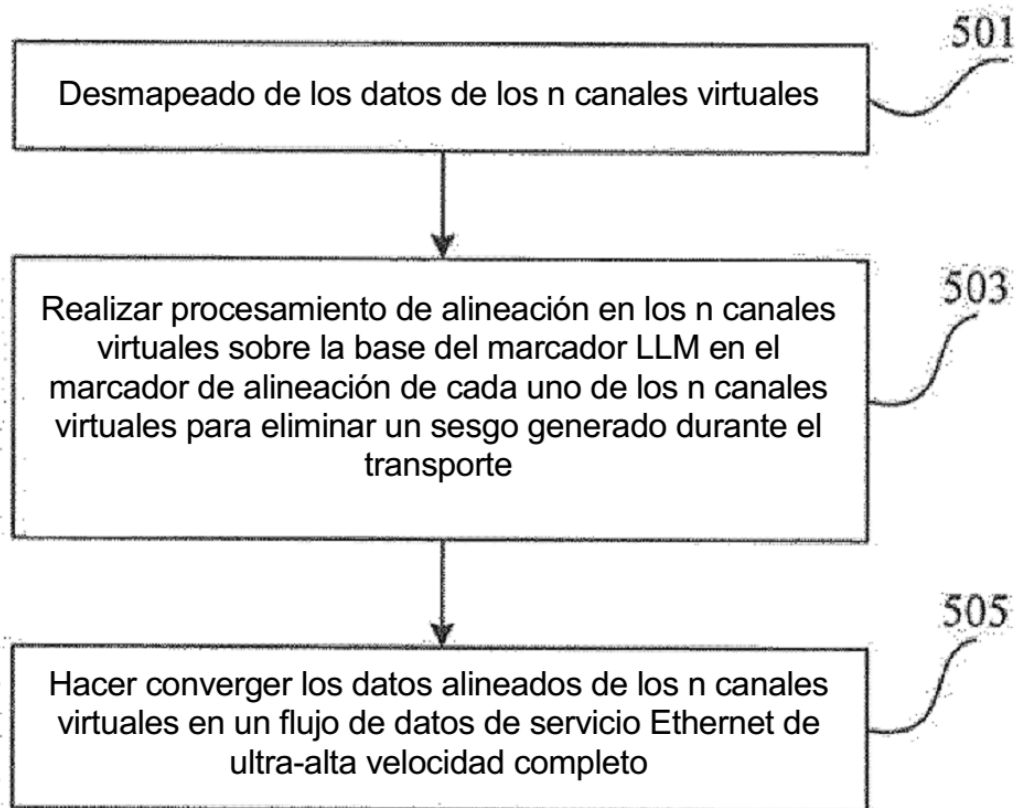 501
Desmapeado de los datos de los n canales virtuales
503
Realizar procesamiento de alineación en los n canales
virtuales sobre la base del marcador LLM en el
marcador de alineación de cada uno de los n canales
virtuales para eliminar un sesgo generado durante el
transporte
505
Hacer converger los datos alineados de los n canales
virtuales en un flujo de datos de servicio Ethernet de
ultra-alta velocidad completo